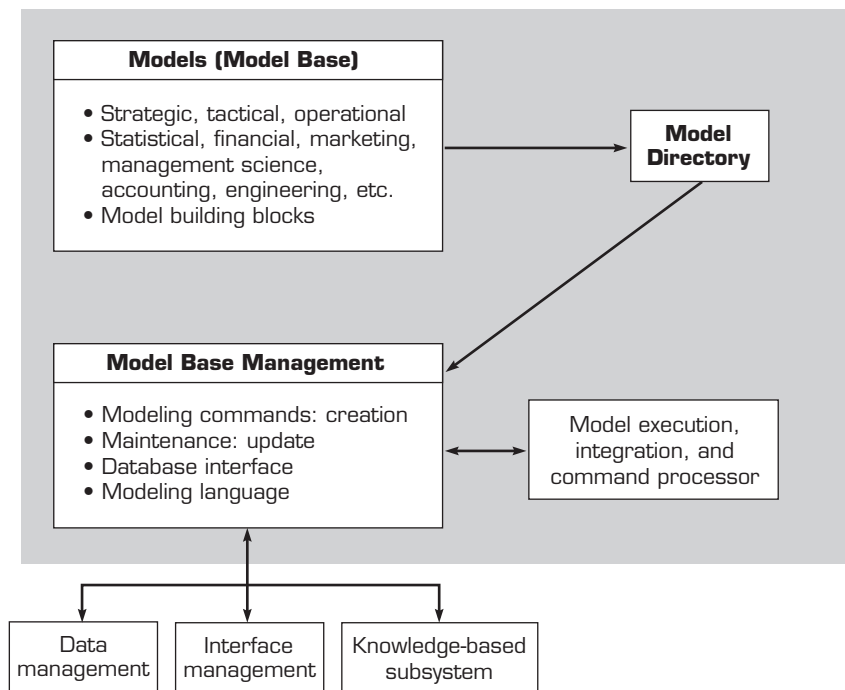 Models (Model Base)
• Strategic, tactical, operational
• Statistical, financial, marketing,
management science,
accounting, engineering, etc.
• Model building blocks
Model
Directory
Model Base Management
• Modeling commands: creation
• Maintenance: update
• Database interface
• Modeling language
Model execution,
integration, and
command processor
Data
management
Interface
management
Knowledge-based
subsystem